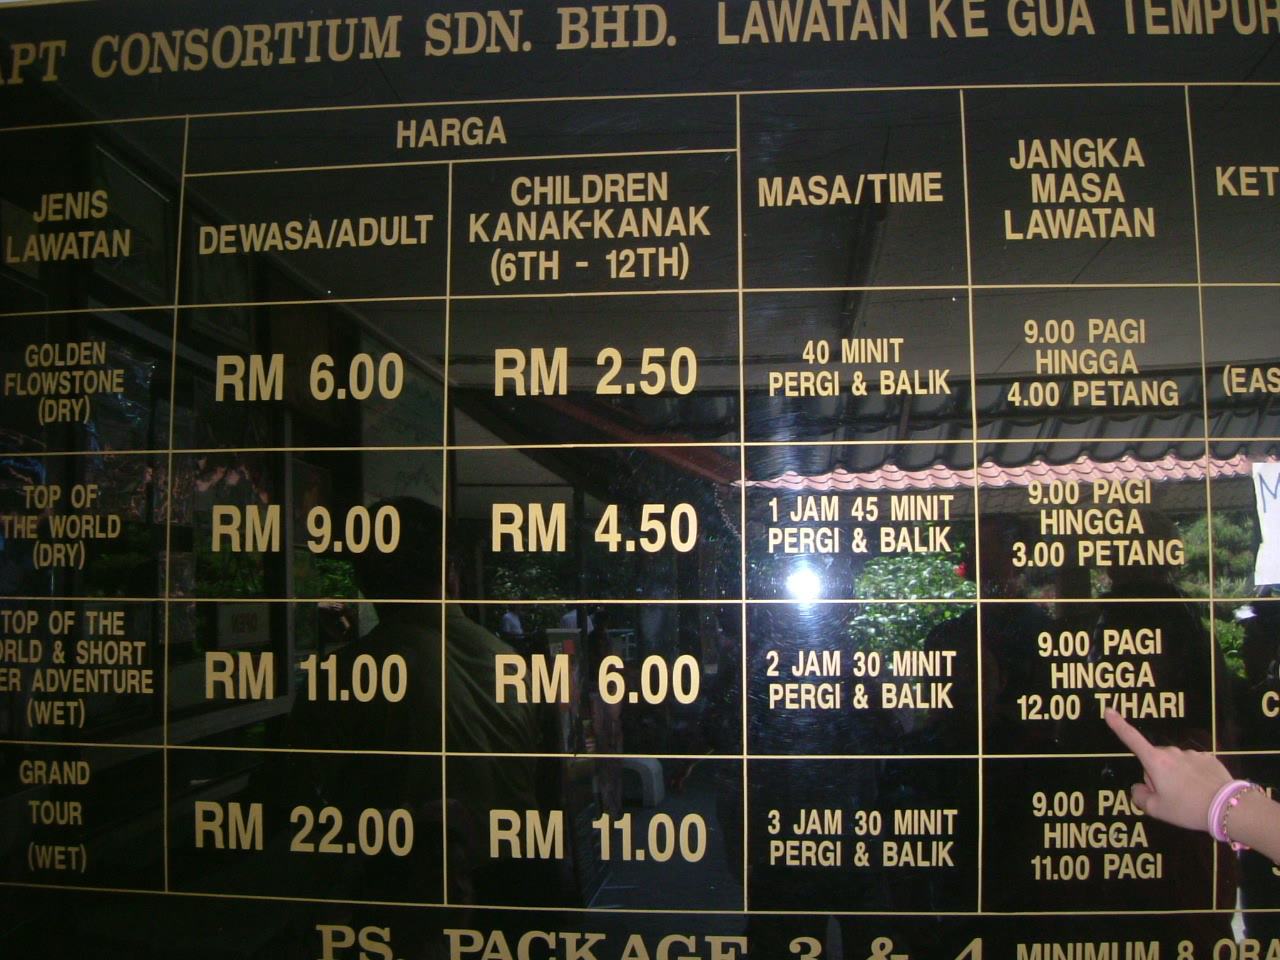 APT CONSORTIUM SDN. BHD. LAWATAN KE GUA TEMPUR
HARGA
JENIS
LAWATAN
DEWASA/ADULT
CHILDREN
KANAK-KANAK
(6TH - 12TH)
MASA/TIME
JANGKA
MASA
LAWATAN
KET
GOLDEN
FLOWSTONE
(DRY)
RM 6.00
RM 2.50
40 MINIT
PERGI & BALIK
9.00 PAGI
HINGGA
4.00 PETANG
(EAS
TOP OF
THE WORLD
(DRY)
RM 9.00
RM 4.50
1 JAM 45 MINIT
PERGI & BALIK
9.00 PAGI
HINGGA
3.00 PETANG
TOP OF THE
ORLD & SHORT
ER ADVENTURE
(WET)
RM 11.00
RM 6.00
2 JAM 30 MINIT
PERGI & BALIK
9.00 PAGI
HINGGA
12.00 T/HARI
C
GRAND
TOUR
(WET)
RM 22.00
RM 11.00
3 JAM 30 MINIT
PERGI & BALIK
9.00 PAG
HINGGA
11.00 PAGI
PS. PACKAGE 3 & 4 MINIMUM 8 ORA